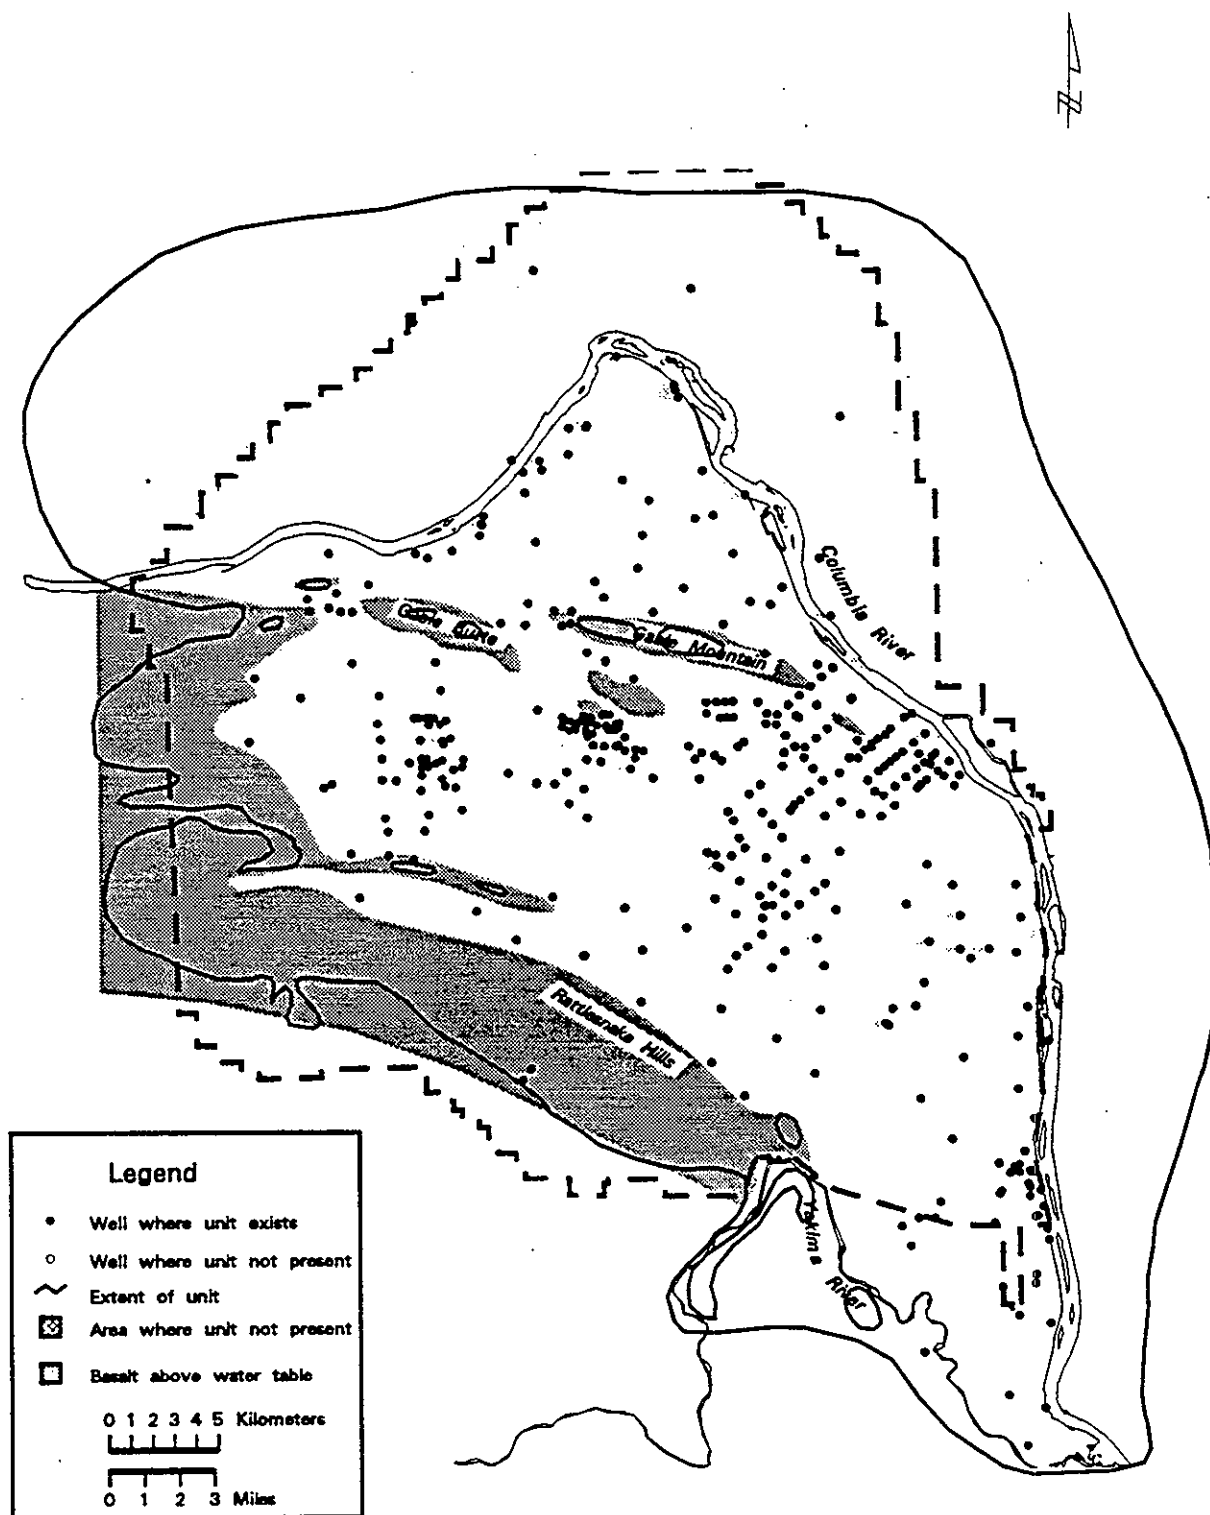 N
Columbia River
Gable Butte
Gable Mountain
Rattlesnake Hills
Yakima River
Legend
Well where unit exists
Well where unit not present
Extent of unit
Area where unit not present
Basalt above water table
0 1 2 3 4 5 Kilometers
0 1 2 3 Miles